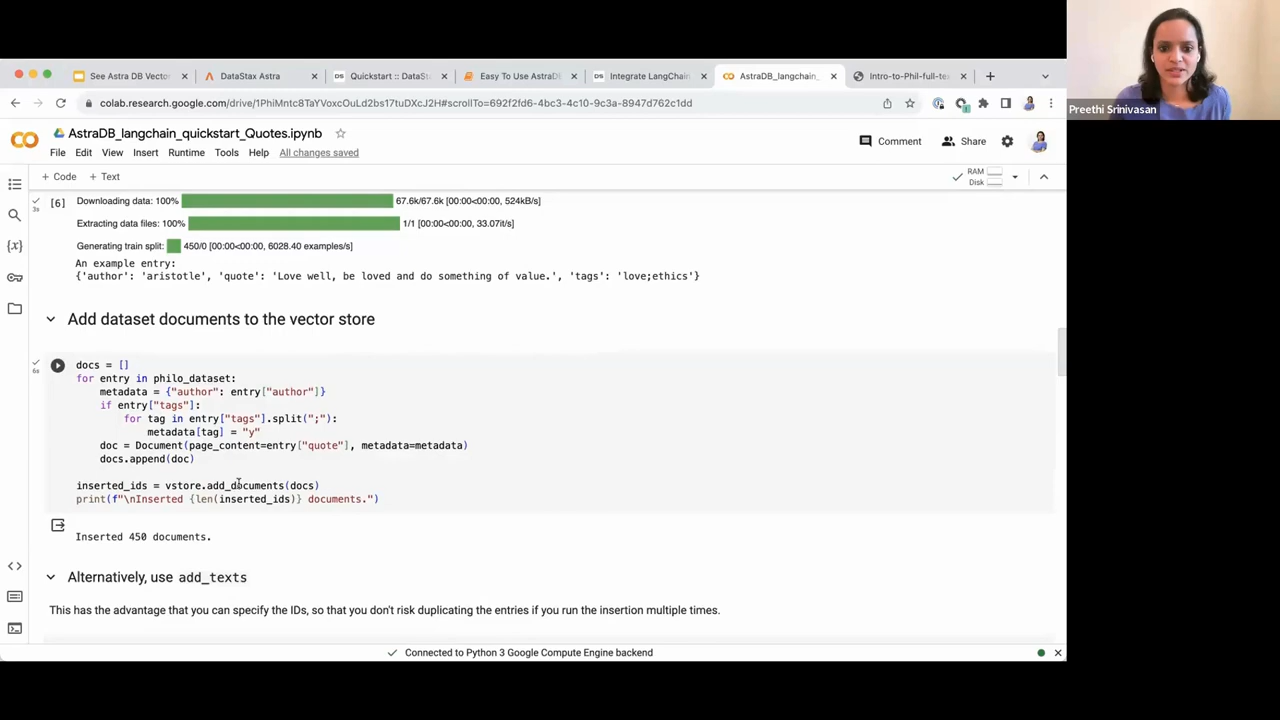 See Astra DB Vector
DataStax Astra
Quickstart :: DataSt
Easy To Use AstraD
Integrate LangChain
AstraDB_langchain_
Intro-to-Phil-full-te
colab.research.google.com/drive/1PhiMntc8TaYVoxcOuLd2bs17tuDXcJ2H#scrollTo=692f2fd6-4bc3-4c10-9c3a-8947d762c1dd
Preethi Srinivasan
AstraDB_langchain_quickstart_Quotes.ipynb
File Edit View Insert Runtime Tools Help All changes saved
Comment Share
+ Code + Text
RAM
Disk
[6]
3s
Downloading data: 100% 67.6k/67.6k [00:00<00:00, 524kB/s]
Extracting data files: 100% 1/1 [00:00<00:00, 33.07it/s]
Generating train split: 450/0 [00:00<00:00, 6028.40 examples/s]
An example entry:
{'author': 'aristotle', 'quote': 'Love well, be loved and do something of value.', 'tags': 'love;ethics'}
Add dataset documents to the vector store
6s
docs = []
for entry in philo_dataset:
metadata = {"author": entry["author"]}
if entry["tags"]:
for tag in entry["tags"].split(";"):
metadata[tag] = "y"
doc = Document(page_content=entry["quote"], metadata=metadata)
docs.append(doc)
inserted_ids = vstore.add_documents(docs)
print(f"\nInserted {len(inserted_ids)} documents.")
Inserted 450 documents.
Alternatively, use add_texts
This has the advantage that you can specify the IDs, so that you don't risk duplicating the entries if you run the insertion multiple times.
Connected to Python 3 Google Compute Engine backend